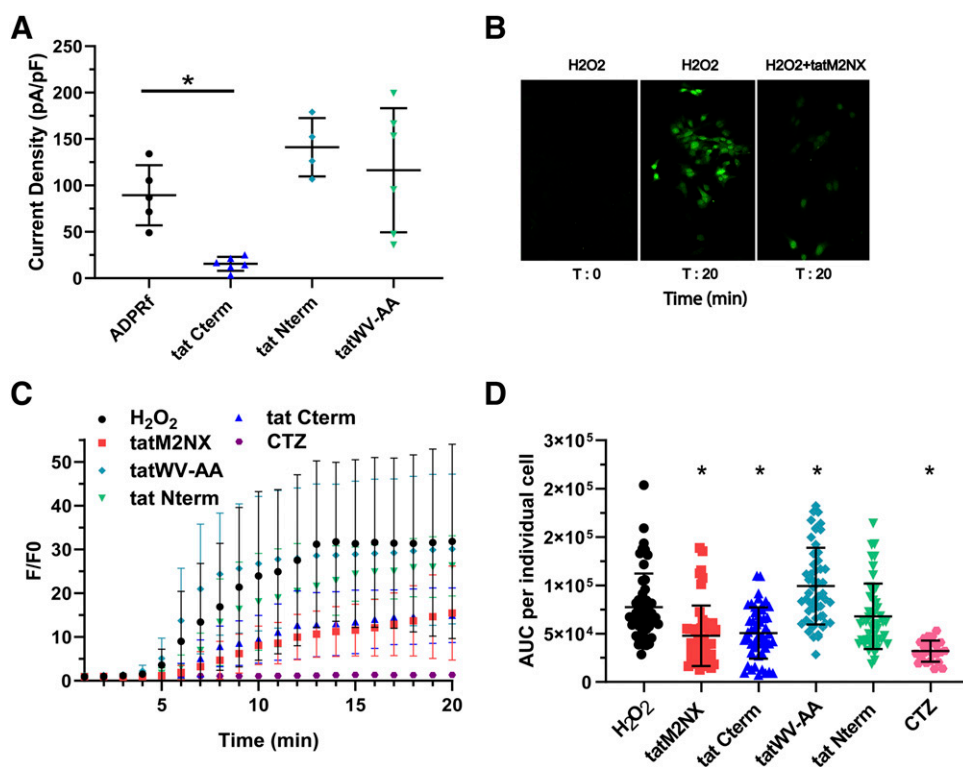 A
Current Density (pA/pF)
250
200
150
100
50
0
*
ADPRf
tat Cterm
tat Nterm
tatWV-AA
B
H2O2
H2O2
H2O2+tatM2NX
T : 0
T : 20
T : 20
Time (min)
C
H₂O₂
tatM2NX
tatWV-AA
tat Nterm
tat Cterm
CTZ
F/F0
50
40
30
20
10
0
5
10
15
20
Time (min)
D
AUC per individual cell
3×10⁵
2×10⁵
2×10⁵
1×10⁵
5×10⁴
0
*
*
*
*
H₂O₂
tatM2NX
tat Cterm
tatWV-AA
tat Nterm
CTZ